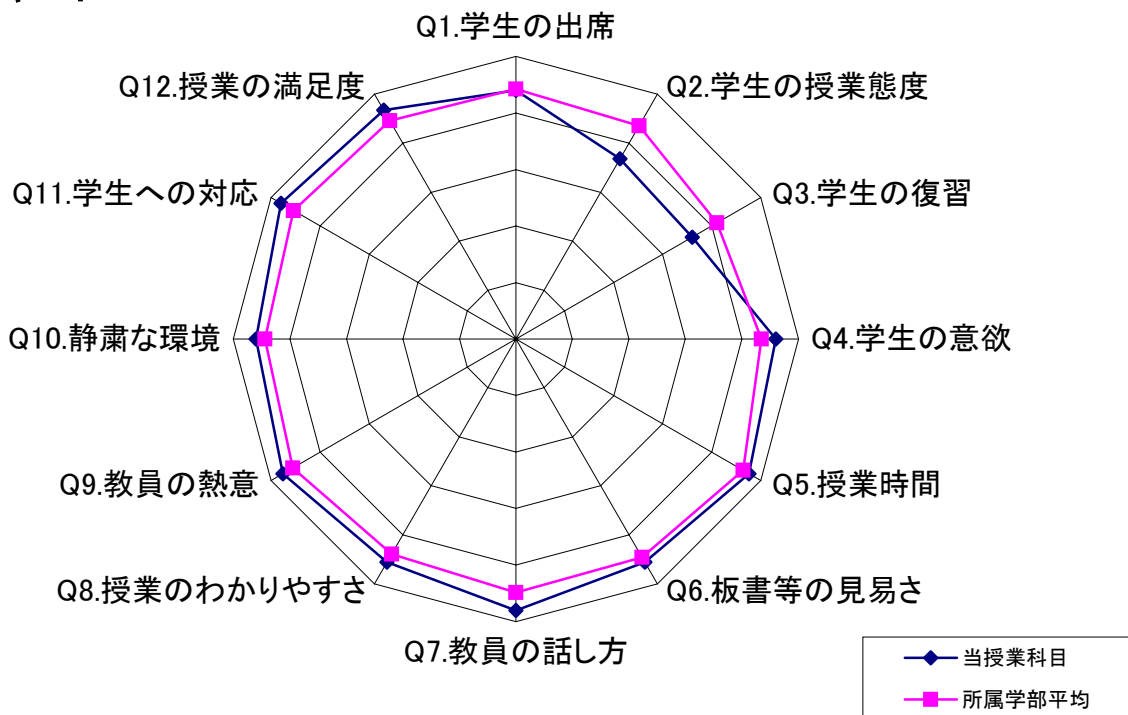 Q1.学生の出席
Q2.学生の授業態度
Q3.学生の復習
Q4.学生の意欲
Q5.授業時間
Q6.板書等の見易さ
Q7.教員の話し方
Q8.授業のわかりやすさ
Q9.教員の熱意
Q10.静粛な環境
Q11.学生への対応
Q12.授業の満足度
当授業科目
所属学部平均